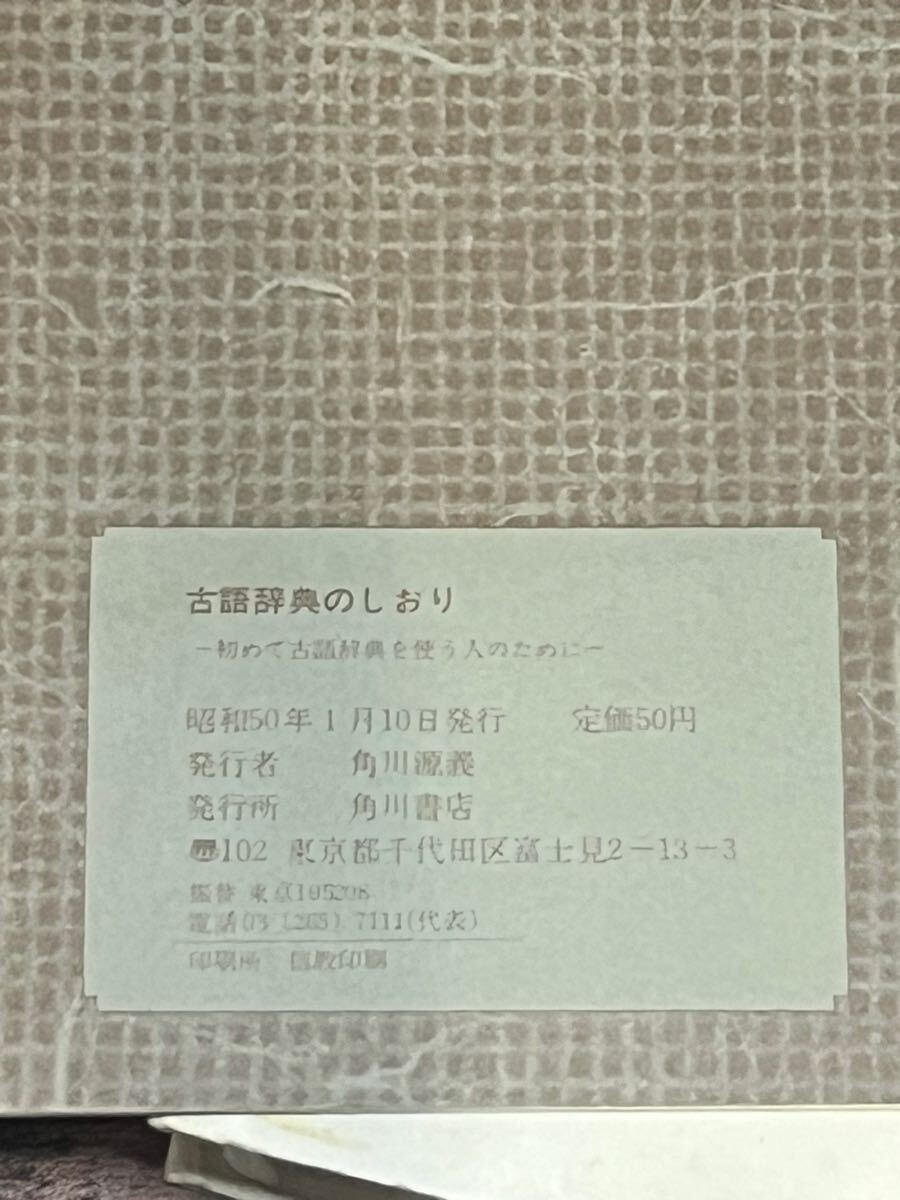 古語辞典のしおり
－初めて古語辞典を使う人のために－
昭和50年1月10日発行 定価50円
発行者 角川源義
発行所 角川書店
〠102 東京都千代田区富士見2－13－3
振替 東京195208
電話(03)(265)7111(代表)
印刷所